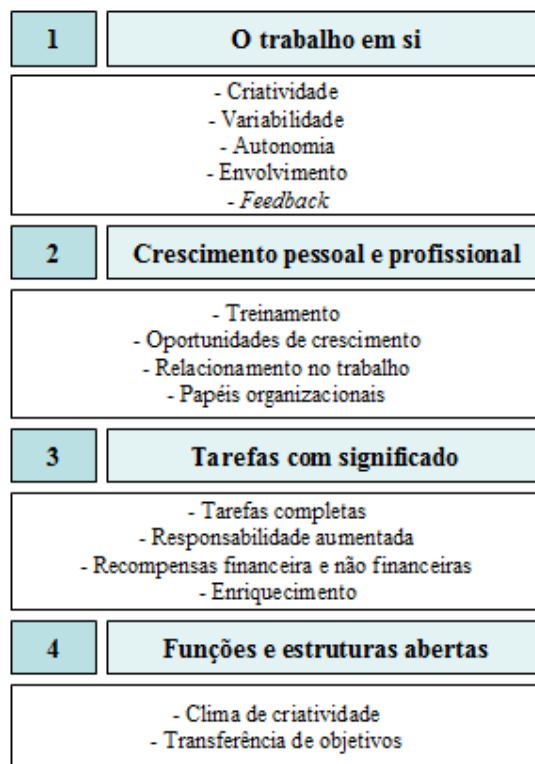 1 O trabalho em si
- Criatividade
- Variabilidade
- Autonomia
- Envolvimento
- Feedback
2 Crescimento pessoal e profissional
- Treinamento
- Oportunidades de crescimento
- Relacionamento no trabalho
- Papéis organizacionais
3 Tarefas com significado
- Tarefas completas
- Responsabilidade aumentada
- Recompensas financeira e não financeiras
- Enriquecimento
4 Funções e estruturas abertas
- Clima de criatividade
- Transferência de objetivos